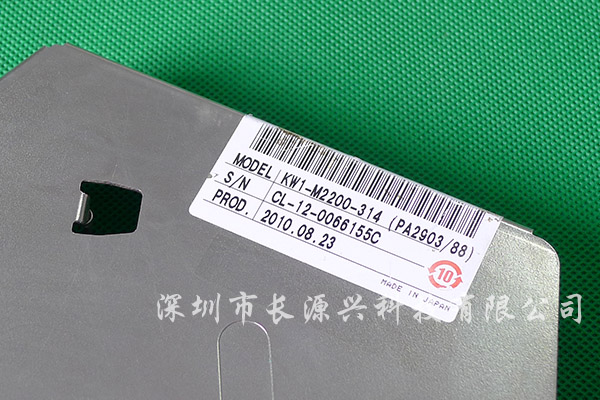 MODEL KW1-M2200-314 (PA2903/88)
S/N CL-12-0066155C
PROD. 2010.08.23
10
MADE IN JAPAN
深圳市长源兴科技有限公司